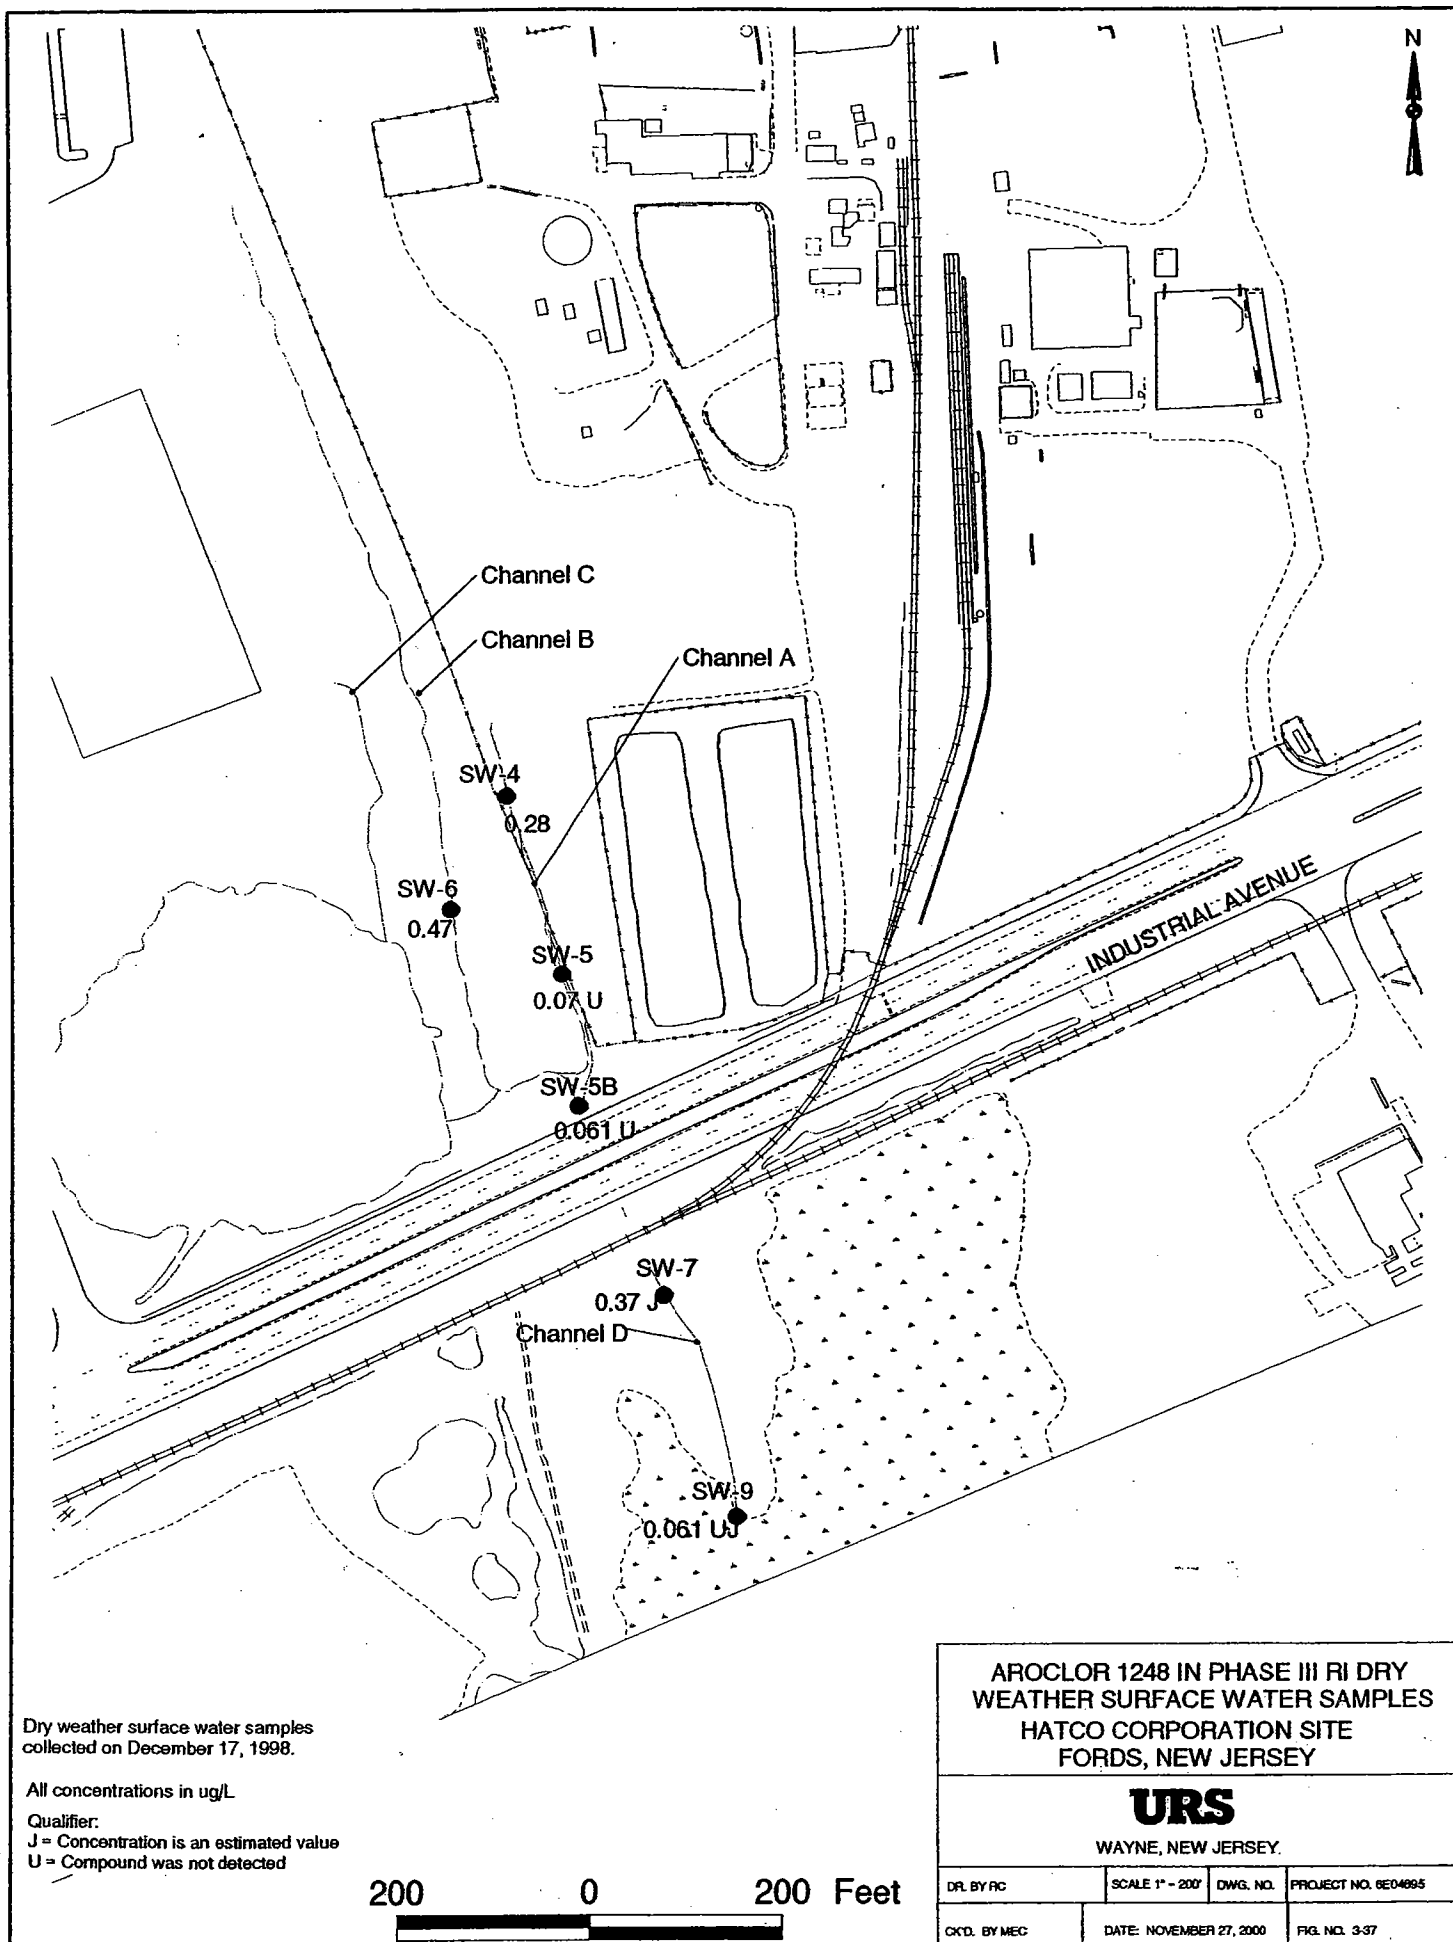 N
Channel C
Channel B
Channel A
SW-4
0.28
SW-6
0.47
SW-5
0.07 U
SW-5B
0.061 U
INDUSTRIAL AVENUE
SW-7
0.37 J
Channel D
SW-9
0.061 UJ
Dry weather surface water samples
collected on December 17, 1998.
All concentrations in ug/L
Qualifier:
J = Concentration is an estimated value
U = Compound was not detected
200 0 200 Feet
AROCLOR 1248 IN PHASE III RI DRY
WEATHER SURFACE WATER SAMPLES
HATCO CORPORATION SITE
FORDS, NEW JERSEY
URS
WAYNE, NEW JERSEY.
DR. BY RC SCALE 1" = 200' DWG. NO. PROJECT NO. 6E04695
CK'D. BY MEC DATE: NOVEMBER 27, 2000 FIG. NO. 3-37